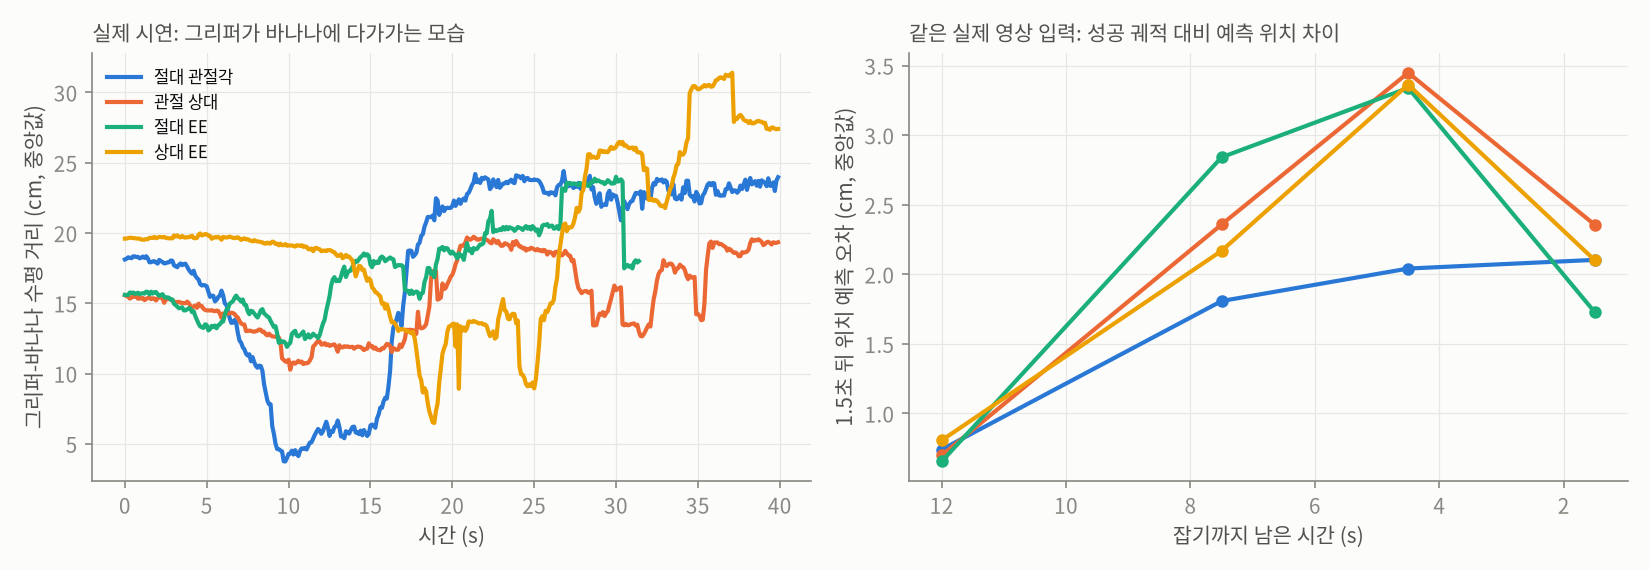 실제 시연: 그리퍼가 바나나에 다가가는 모습
그리퍼-바나나 수평 거리 (cm, 중앙값)
30
25
20
15
10
5
절대 관절각
관절 상대
절대 EE
상대 EE
0 5 10 15 20 25 30 35 40
시간 (s)
같은 실제 영상 입력: 성공 궤적 대비 예측 위치 차이
1.5초 뒤 위치 예측 오차 (cm, 중앙값)
3.5
3.0
2.5
2.0
1.5
1.0
12 10 8 6 4 2
잡기까지 남은 시간 (s)